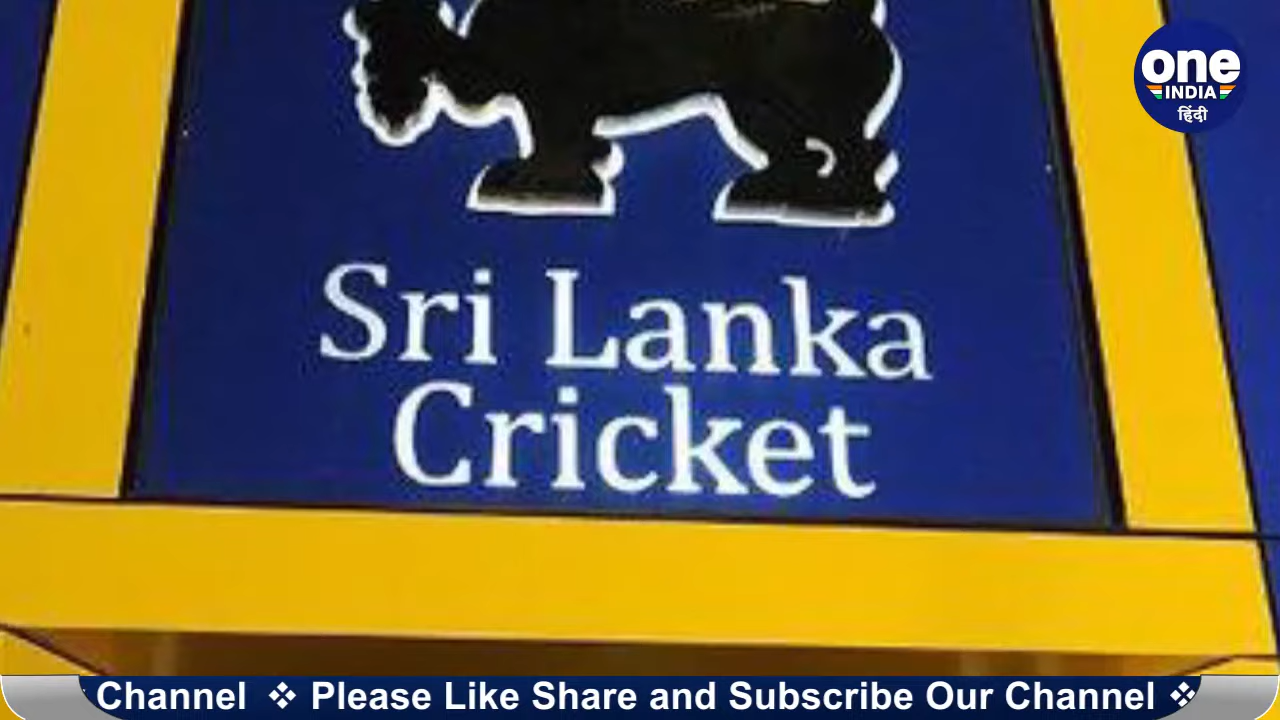 one
INDIA
हिंदी
Sri Lanka
Cricket
Channel ❖ Please Like Share and Subscribe Our Channel ❖